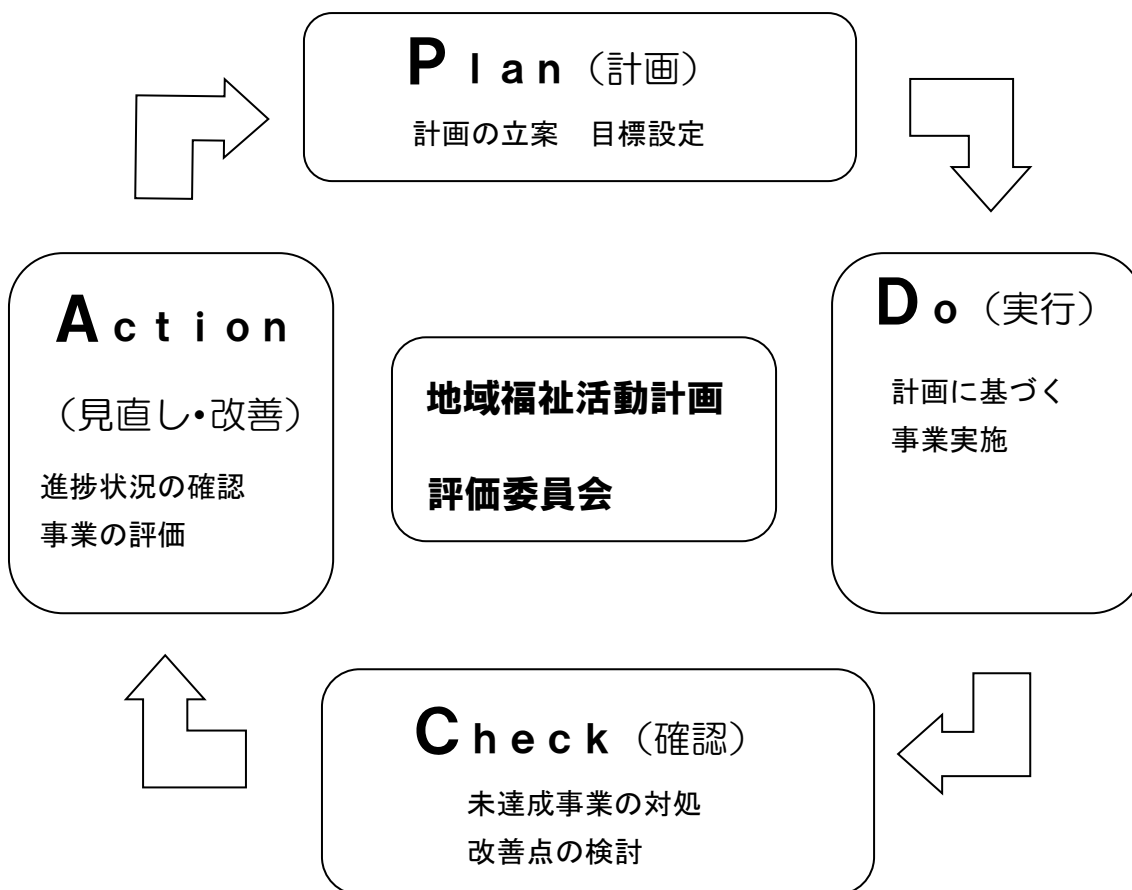 Plan（計画）
計画の立案　目標設定
Do（実行）
計画に基づく
事業実施
Check（確認）
未達成事業の対処
改善点の検討
Action
（見直し・改善）
進捗状況の確認
事業の評価
地域福祉活動計画
評価委員会